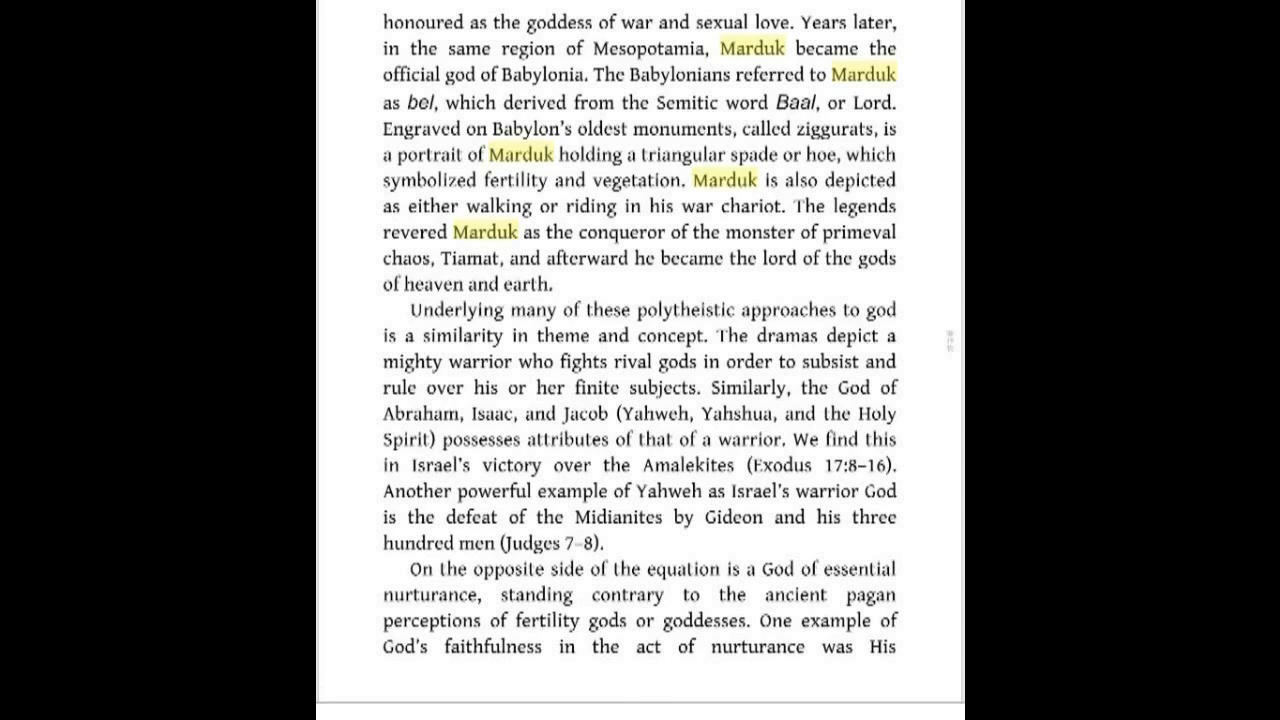 honoured as the goddess of war and sexual love. Years later,
in the same region of Mesopotamia, Marduk became the
official god of Babylonia. The Babylonians referred to Marduk
as bel, which derived from the Semitic word Baal, or Lord.
Engraved on Babylon's oldest monuments, called ziggurats, is
a portrait of Marduk holding a triangular spade or hoe, which
symbolized fertility and vegetation. Marduk is also depicted
as either walking or riding in his war chariot. The legends
revered Marduk as the conqueror of the monster of primeval
chaos, Tiamat, and afterward he became the lord of the gods
of heaven and earth.
Underlying many of these polytheistic approaches to god
is a similarity in theme and concept. The dramas depict a
mighty warrior who fights rival gods in order to subsist and
rule over his or her finite subjects. Similarly, the God of
Abraham, Isaac, and Jacob (Yahweh, Yahshua, and the Holy
Spirit) possesses attributes of that of a warrior. We find this
in Israel's victory over the Amalekites (Exodus 17:8–16).
Another powerful example of Yahweh as Israel's warrior God
is the defeat of the Midianites by Gideon and his three
hundred men (Judges 7–8).
On the opposite side of the equation is a God of essential
nurturance, standing contrary to the ancient pagan
perceptions of fertility gods or goddesses. One example of
God's faithfulness in the act of nurturance was His